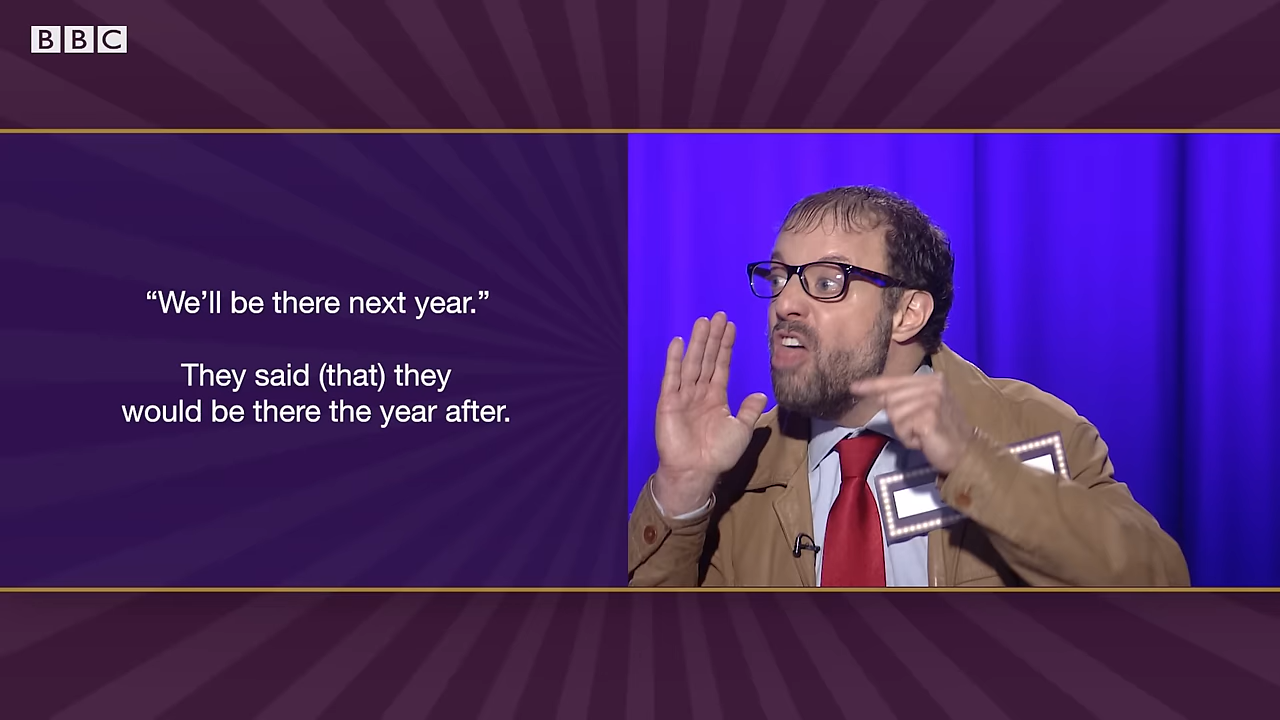 BBC
“We’ll be there next year.”
They said (that) they
would be there the year after.